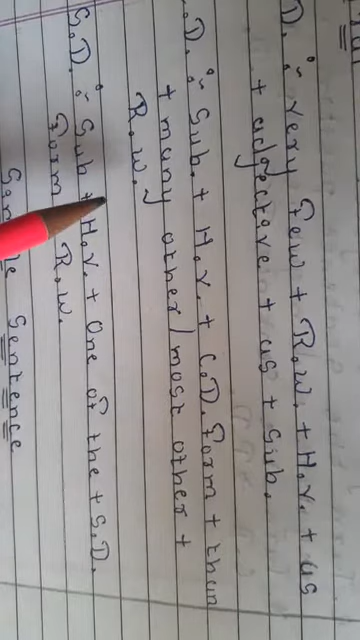 D. : very few + R.W. + H.V. + as
+ adjective + as + sub.
.D. : Sub. + H.V. + C.D. form + than
+ many other / most other +
R.W.
S.D. : Sub + H.V. + one of the + S.D.
form R.W.
Sentence